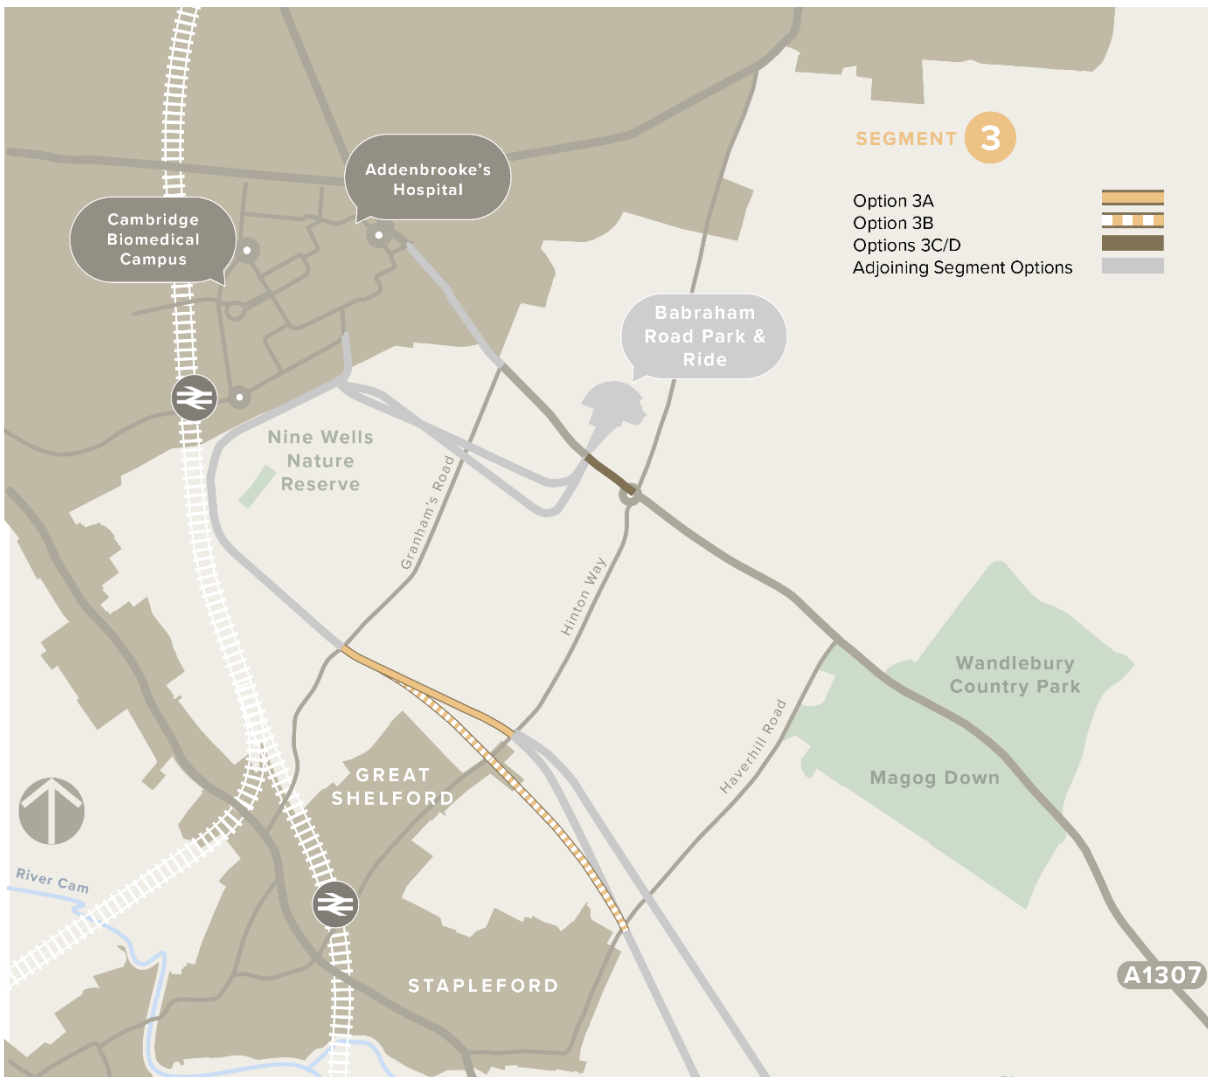 Addenbrooke's
Hospital
Cambridge
Biomedical
Campus
SEGMENT 3
Option 3A
Option 3B
Options 3C/D
Adjoining Segment Options
Babraham
Road Park &
Ride
Nine Wells
Nature
Reserve
Granham's Road
Hinton Way
Haverhill Road
Wandlebury
Country Park
Magog Down
GREAT
SHELFORD
River Cam
STAPLEFORD
A1307